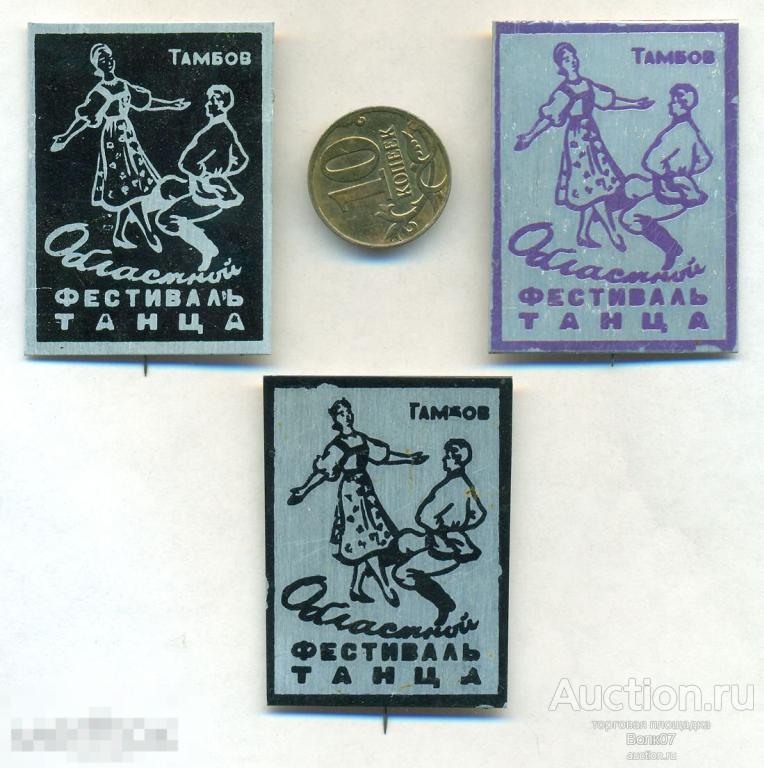 Тамбов
Областной
ФЕСТИВАЛЬ
ТАНЦА
10
КОПЕЕК
Тамбов
Областной
ФЕСТИВАЛЬ
ТАНЦА
Тамбов
Областной
ФЕСТИВАЛЬ
ТАНЦА
Auction.ru
торговая площадка
Волк07
auction.ru